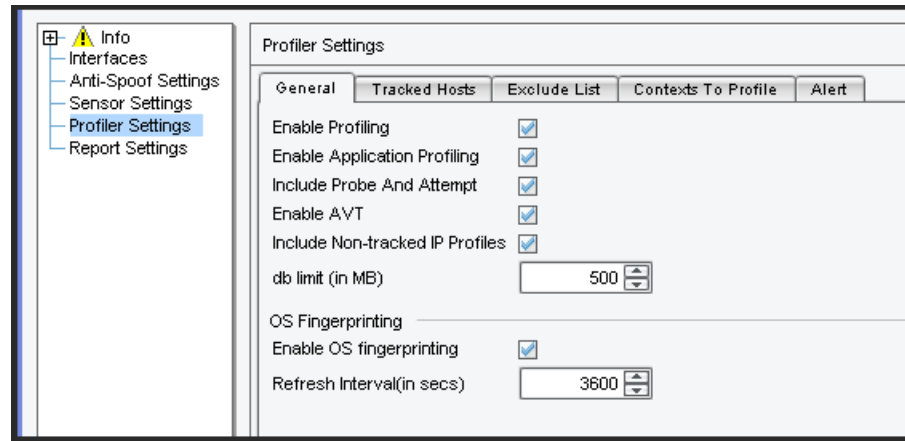 Info
Interfaces
Anti-Spoof Settings
Sensor Settings
Profiler Settings
Report Settings
Profiler Settings
General Tracked Hosts Exclude List Contexts To Profile Alert
Enable Profiling
Enable Application Profiling
Include Probe And Attempt
Enable AVT
Include Non-tracked IP Profiles
db limit (in MB) 500
OS Fingerprinting
Enable OS fingerprinting
Refresh Interval(in secs) 3600